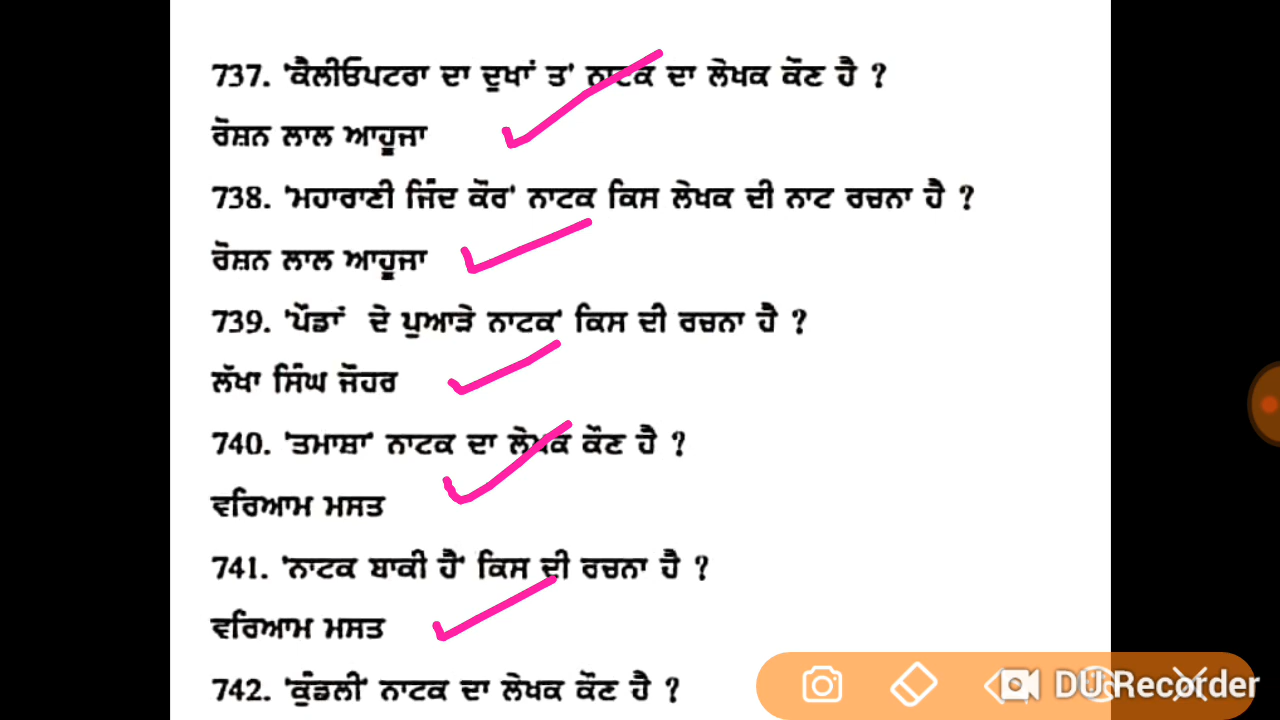 737. 'ਕੈਲੀਓਪਟਰਾ ਦਾ ਦੁਖਾਂ ਤ' ਨਾਟਕ ਦਾ ਲੇਖਕ ਕੌਣ ਹੈ ?
ਰੋਸ਼ਨ ਲਾਲ ਆਹੂਜਾ
738. 'ਮਹਾਰਾਣੀ ਜਿੰਦ ਕੌਰ' ਨਾਟਕ ਕਿਸ ਲੇਖਕ ਦੀ ਨਾਟ ਰਚਨਾ ਹੈ ?
ਰੋਸ਼ਨ ਲਾਲ ਆਹੂਜਾ
739. 'ਪੌਂਡਾਂ ਦੇ ਪੁਆੜੇ ਨਾਟਕ' ਕਿਸ ਦੀ ਰਚਨਾ ਹੈ ?
ਲੱਖਾ ਸਿੰਘ ਜੌਹਰ
740. 'ਤਮਾਸ਼ਾ' ਨਾਟਕ ਦਾ ਲੇਖਕ ਕੌਣ ਹੈ ?
ਵਰਿਆਮ ਮਸਤ
741. 'ਨਾਟਕ ਬਾਕੀ ਹੈ' ਕਿਸ ਦੀ ਰਚਨਾ ਹੈ ?
ਵਰਿਆਮ ਮਸਤ
742. 'ਕੁੰਡਲੀ' ਨਾਟਕ ਦਾ ਲੇਖਕ ਕੌਣ ਹੈ ?
DU Recorder